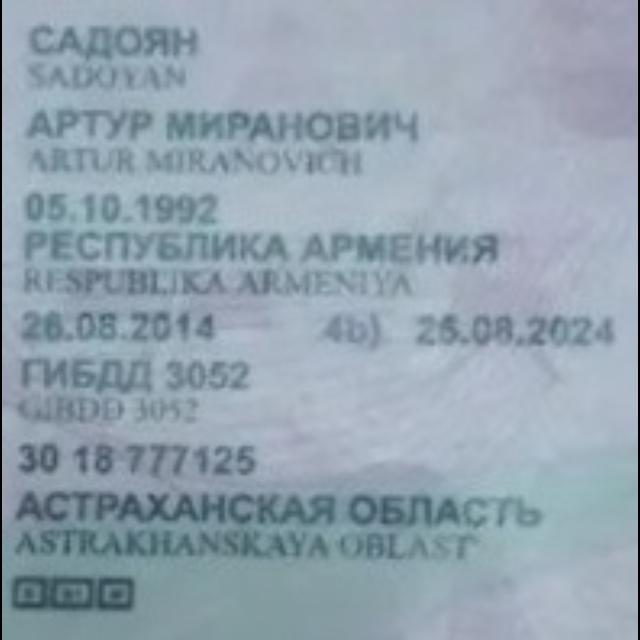 САДОЯН
SADOYAN
АРТУР МИРАНОВИЧ
ARTUR MIRANOVICH
05.10.1992
РЕСПУБЛИКА АРМЕНИЯ
RESPUBLIKA ARMENIYA
26.08.2014 4b) 25.08.2024
ГИБДД 3052
GIBDD 3052
30 18 777125
АСТРАХАНСКАЯ ОБЛАСТЬ
ASTRAKHANSKAYA OBLAST'